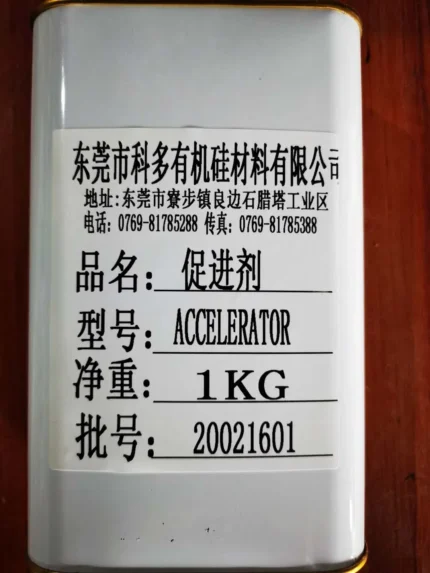 东莞市科多有机硅材料有限公司
地址:东莞市寮步镇良边石腊塔工业区
电话: 0769-81785288 传真: 0769-81785388
品名: 促进剂
型号: ACCELERATOR
净重: 1KG
批号: 20021601